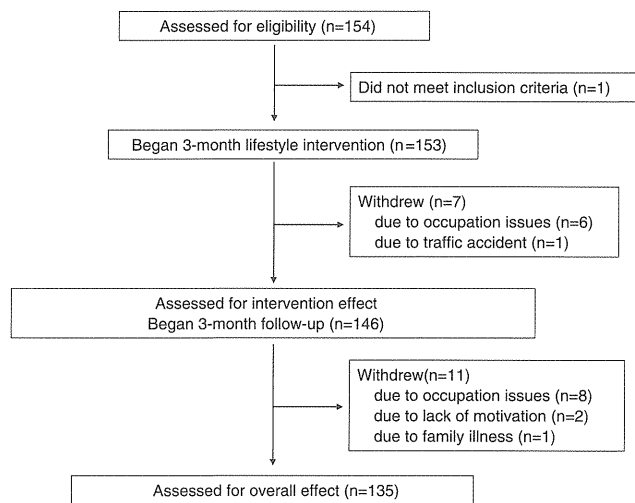 Assessed for eligibility (n=154)
Did not meet inclusion criteria (n=1)
Began 3-month lifestyle intervention (n=153)
Withdrew (n=7)
due to occupation issues (n=6)
due to traffic accident (n=1)
Assessed for intervention effect
Began 3-month follow-up (n=146)
Withdrew(n=11)
due to occupation issues (n=8)
due to lack of motivation (n=2)
due to family illness (n=1)
Assessed for overall effect (n=135)